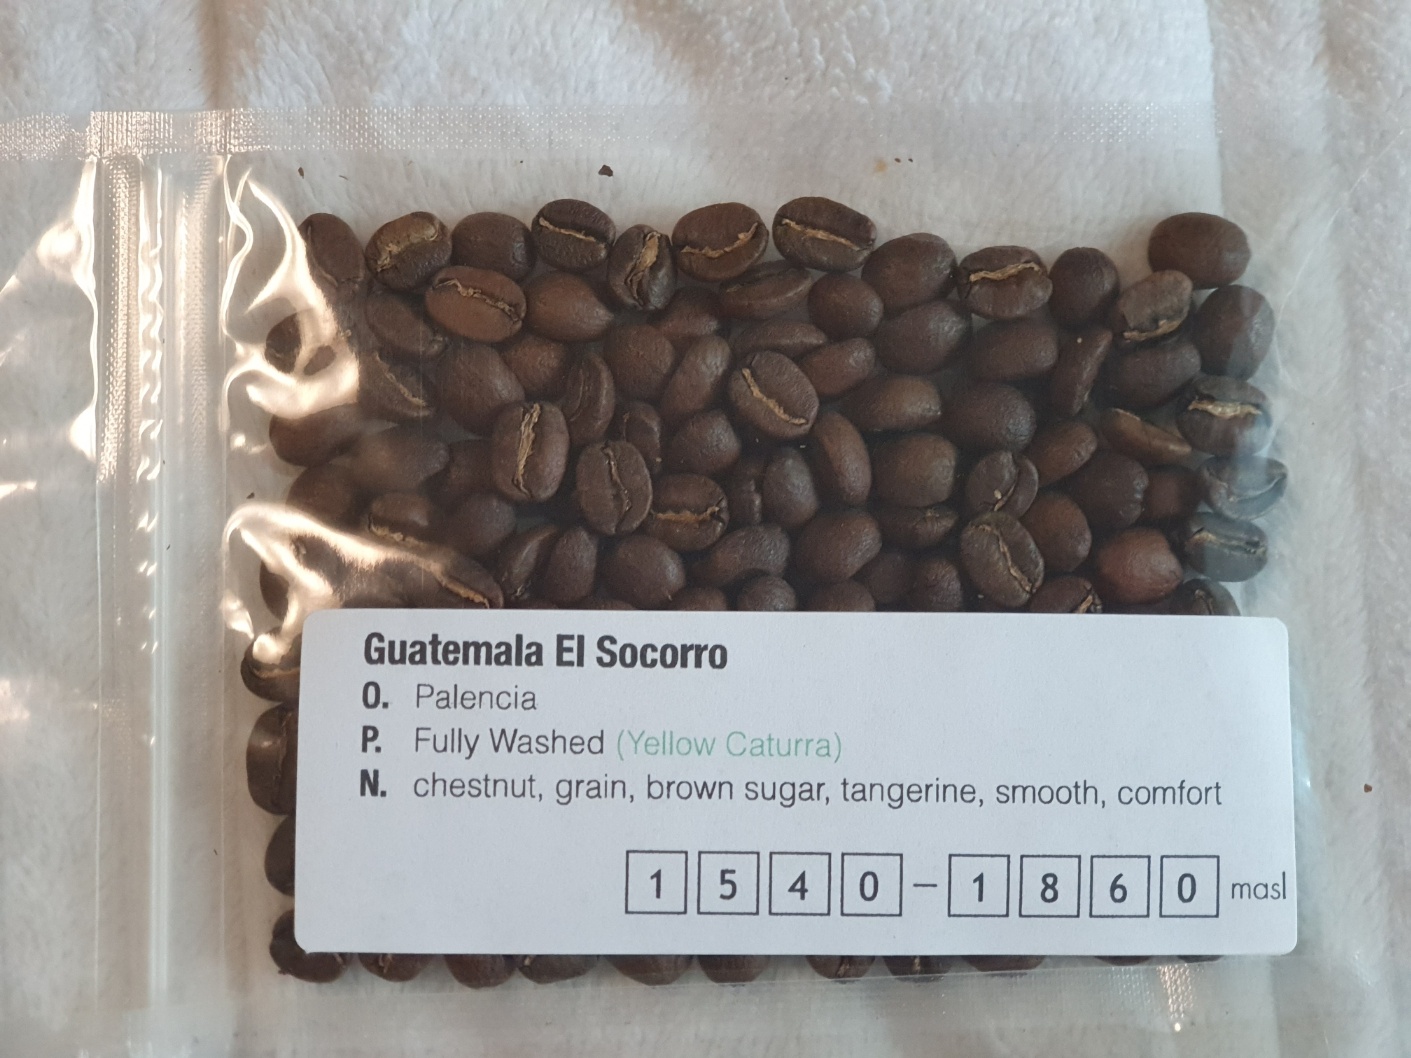 Guatemala El Socorro
O. Palencia
P. Fully Washed (Yellow Caturra)
N. chestnut, grain, brown sugar, tangerine, smooth, comfort
1540-1860 masl